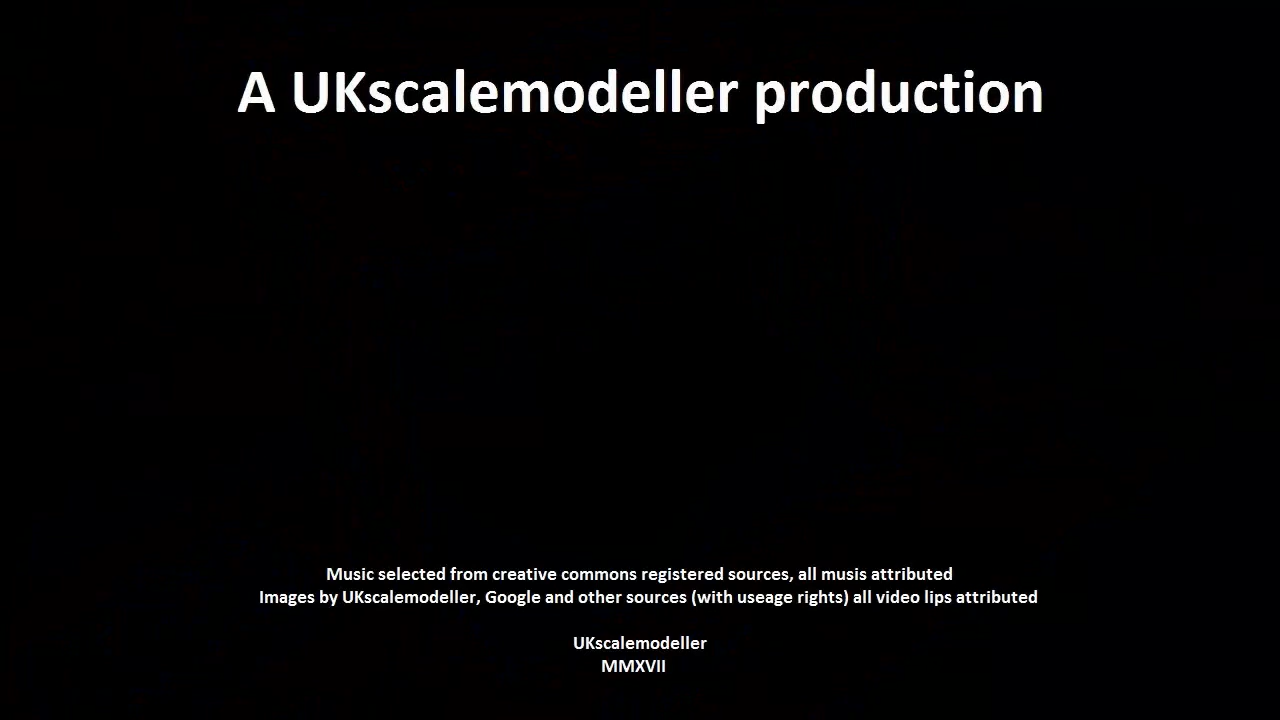 A UKscalemodeller production
Music selected from creative commons registered sources, all musis attributed
Images by UKscalemodeller, Google and other sources (with useage rights) all video lips attributed
UKscalemodeller
MMXVII